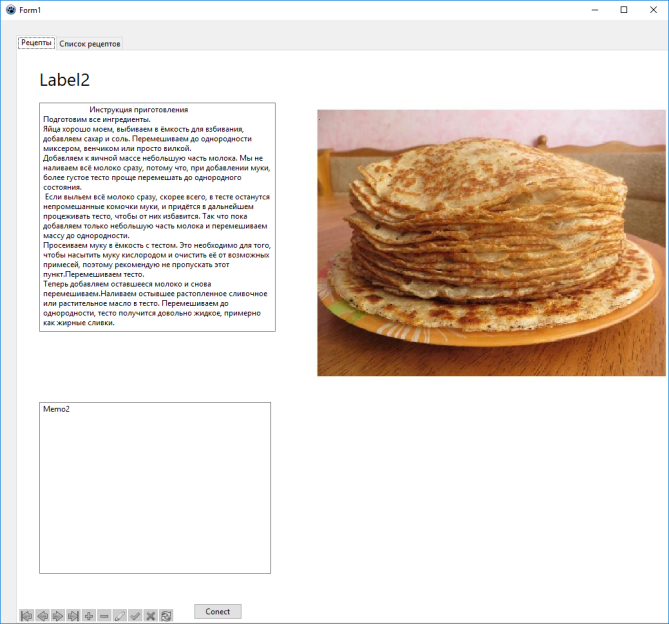 Form1
Рецепты Список рецептов
Label2
Инструкция приготовления
Подготовим все ингредиенты.
Яйца хорошо моем, выбиваем в ёмкость для взбивания,
добавляем сахар и соль. Перемешиваем до однородности
миксером, венчиком или просто вилкой.
Добавляем к яичной массе небольшую часть молока. Мы не
наливаем всё молоко сразу, потому что, при добавлении муки,
более густое тесто проще перемешать до однородного
состояния.
Если выльем всё молоко сразу, скорее всего, в тесте останутся
непромешанные комочки муки, и придётся в дальнейшем
процеживать тесто, чтобы от них избавится. Так что пока
добавляем только небольшую часть молока и перемешиваем
массу до однородности.
Просеиваем муку в ёмкость с тестом. Это необходимо для того,
чтобы насытить муку кислородом и очистить её от возможных
примесей, поэтому рекомендую не пропускать этот
пункт.Перемешиваем тесто.
Теперь добавляем оставшееся молоко и снова
перемешиваем.Наливаем остывшее растопленное сливочное
или растительное масло в тесто. Перемешиваем до
однородности, тесто получится довольно жидкое, примерно
как жирные сливки.
Memo2
Conect